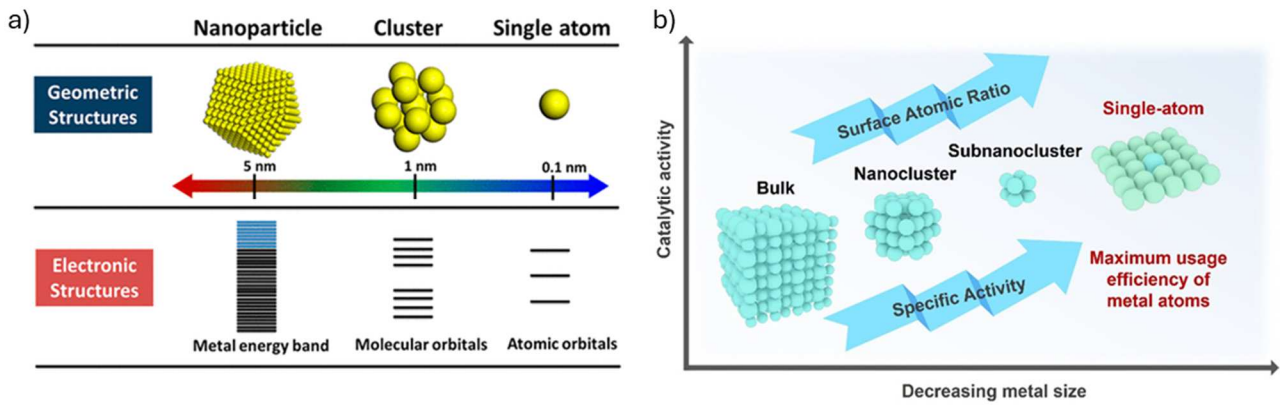 a)
Nanoparticle Cluster Single atom
Geometric
Structures
5 nm 1 nm 0.1 nm
Electronic
Structures
Metal energy band Molecular orbitals Atomic orbitals
b)
Catalytic activity
Surface Atomic Ratio
Single-atom
Subnanocluster
Nanocluster
Bulk
Specific Activity
Maximum usage
efficiency of
metal atoms
Decreasing metal size